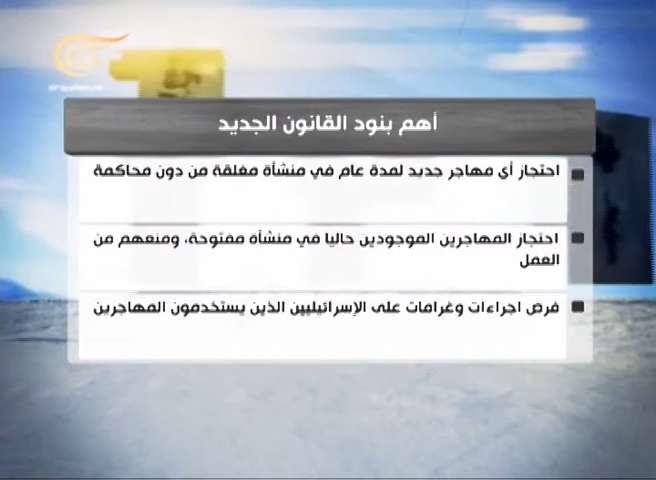 أهم بنود القانون الجديد
احتجاز أي مهاجر جديد لمدة عام في منشأة مغلقة من دون محاكمة
احتجاز المهاجرين الموجودين حاليا في منشأة مفتوحة، ومنعهم من
العمل
فرض اجراءات وغرامات على الإسرائيليين الذين يستخدمون المهاجرين